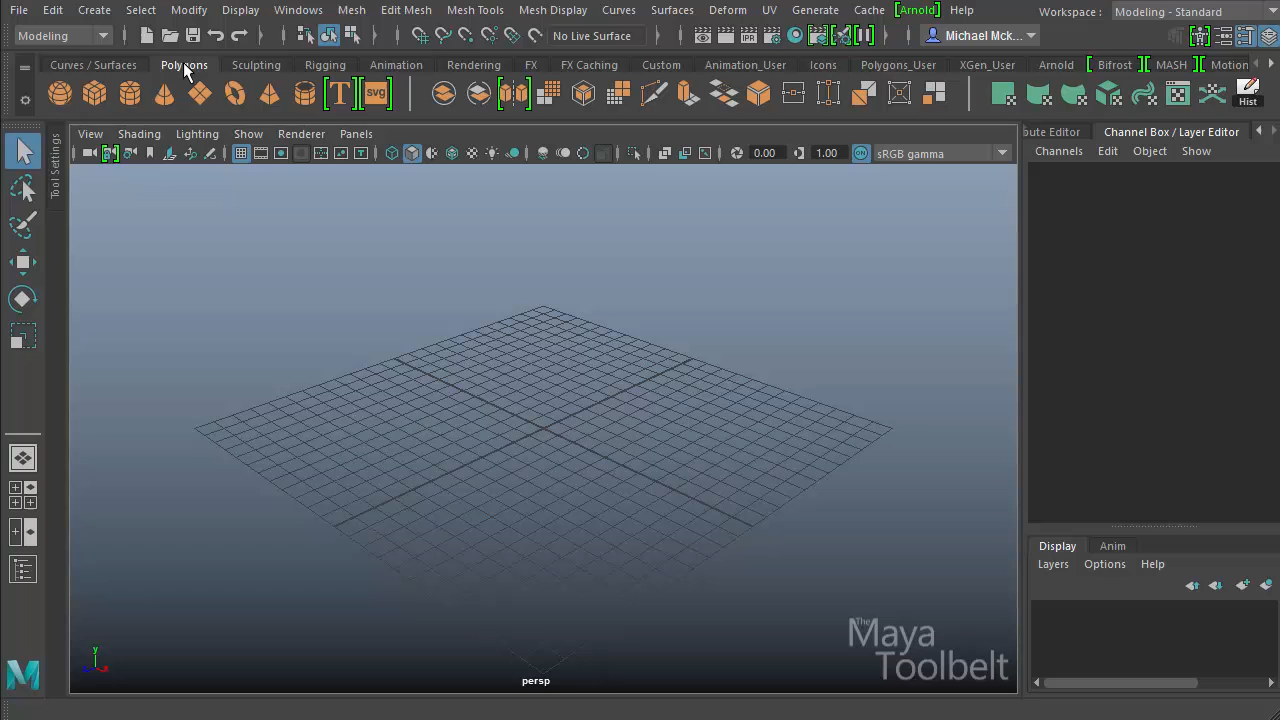 File Edit Create Select Modify Display Windows Mesh Edit Mesh Mesh Tools Mesh Display Curves Surfaces Deform UV Generate Cache [Arnold] Help Workspace : Modeling - Standard
Modeling No Live Surface Michael Mck...
Curves / Surfaces Polygons Sculpting Rigging Animation Rendering FX FX Caching Custom Animation_User Icons Polygons_User XGen_User Arnold [ Bifrost ] [ MASH ] [ Motion
T svg Hist
View Shading Lighting Show Renderer Panels
0.00 1.00 ON sRGB gamma
Tool Settings
bute Editor Channel Box / Layer Editor
Channels Edit Object Show
Display Anim
Layers Options Help
The Maya
Toolbelt
y
persp
M